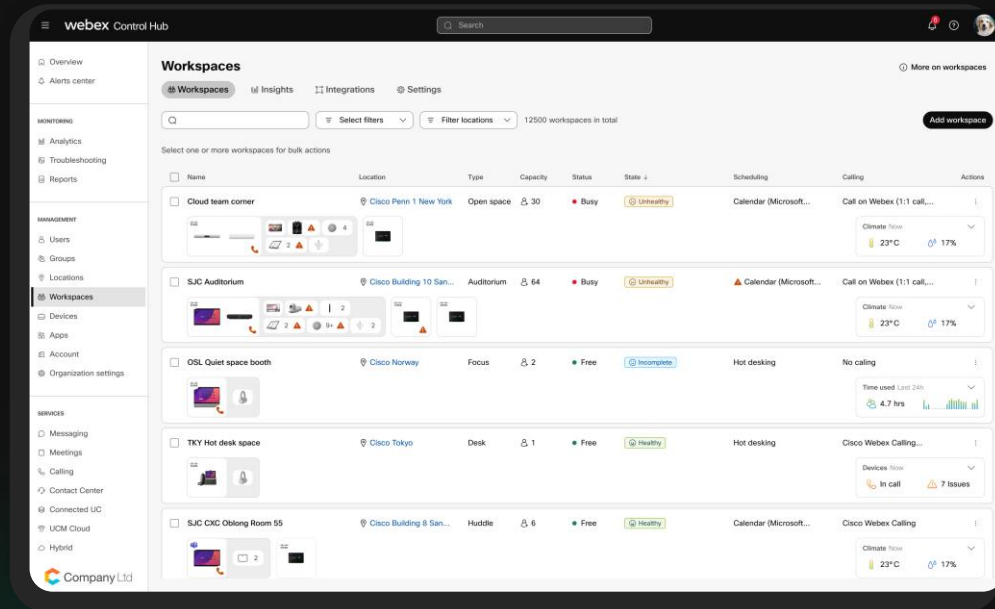 webex Control Hub
Search
6
Overview
Alerts center
MONITORING
Analytics
Troubleshooting
Reports
MANAGEMENT
Users
Groups
Locations
Workspaces
Devices
Apps
Account
Organization settings
SERVICES
Messaging
Meetings
Calling
Contact Center
Connected UC
UCM Cloud
Hybrid
Company Ltd
Workspaces
More on workspaces
Workspaces Insights Integrations Settings
Select filters Filter locations 12500 workspaces in total Add workspace
Select one or more workspaces for bulk actions
Name Location Type Capacity Status State ↓ Scheduling Calling Actions
Cloud team corner Cisco Penn 1 New York Open space 30 Busy Unhealthy Calendar (Microsoft... Call on Webex (1:1 call,...
4
2
Climate Now
23°C 17%
SJC Auditorium Cisco Building 10 San... Auditorium 64 Busy Unhealthy Calendar (Microsoft... Call on Webex (1:1 call,...
2
2 9+ 2
Climate Now
23°C 17%
OSL Quiet space booth Cisco Norway Focus 2 Free Incomplete Hot desking No caling
Time used Last 24h
4.7 hrs
TKY Hot desk space Cisco Tokyo Desk 1 Free Healthy Hot desking Cisco Webex Calling...
Devices Now
In call 7 Issues
SJC CXC Oblong Room 55 Cisco Building 8 San... Huddle 6 Free Healthy Calendar (Microsoft... Cisco Webex Calling
2
Climate Now
23°C 17%